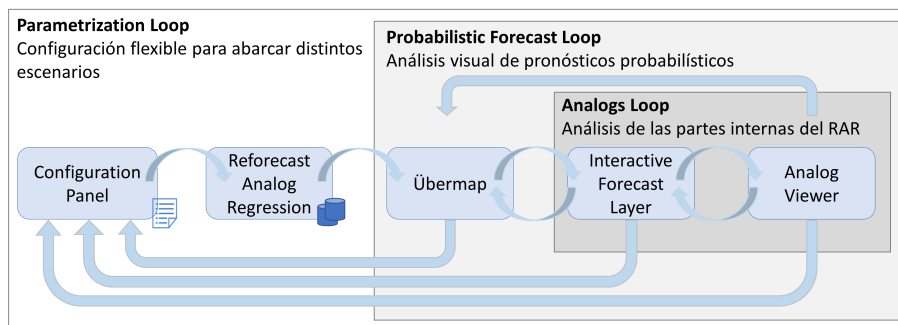 Parametrization Loop
Configuración flexible para abarcar distintos
escenarios
Probabilistic Forecast Loop
Análisis visual de pronósticos probabilísticos
Analogs Loop
Análisis de las partes internas del RAR
Configuration
Panel
Reforecast
Analog
Regression
Übermap
Interactive
Forecast
Layer
Analog
Viewer